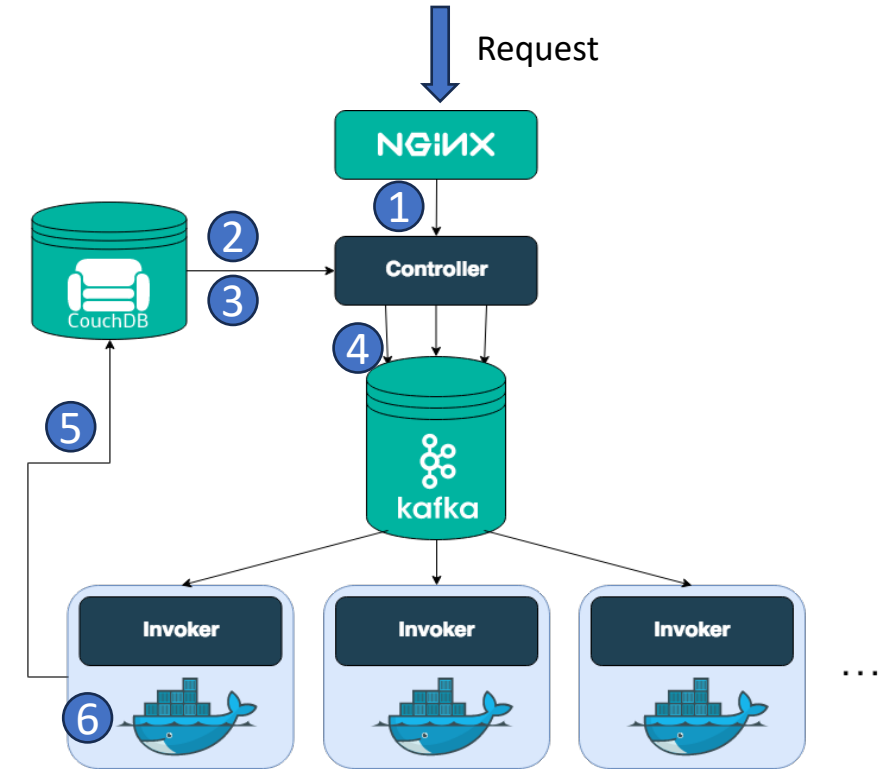 Request
NGiNX
1
2
Controller
3
CouchDB
4
5
kafka
Invoker
Invoker
Invoker
...
6